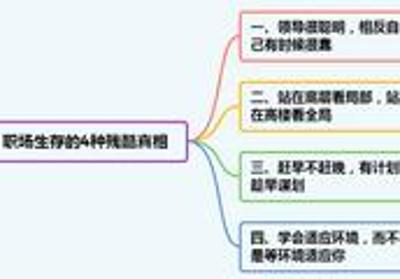 职场生存的4种残酷真相
一、领导很聪明，相反自
己有时候很蠢
二、站在层看局部，站
在高楼看全局
三、赶早不赶晚，有计划
趁早谋划
四、学会适应环境，而不
是等环境适应你